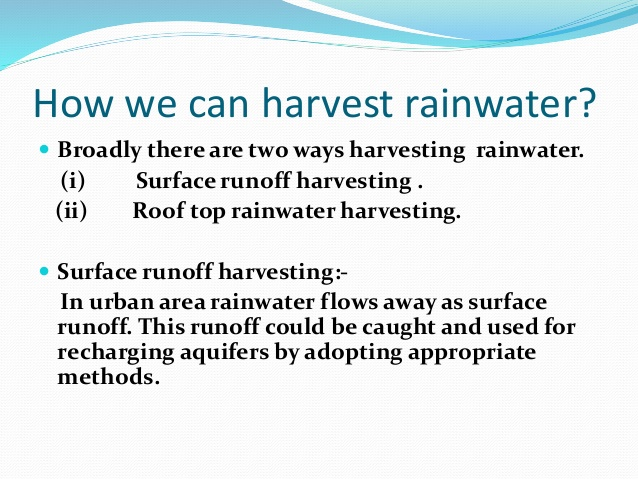 How we can harvest rainwater?
• Broadly there are two ways harvesting rainwater.
(i) Surface runoff harvesting .
(ii) Roof top rainwater harvesting.
• Surface runoff harvesting:-
In urban area rainwater flows away as surface
runoff. This runoff could be caught and used for
recharging aquifers by adopting appropriate
methods.